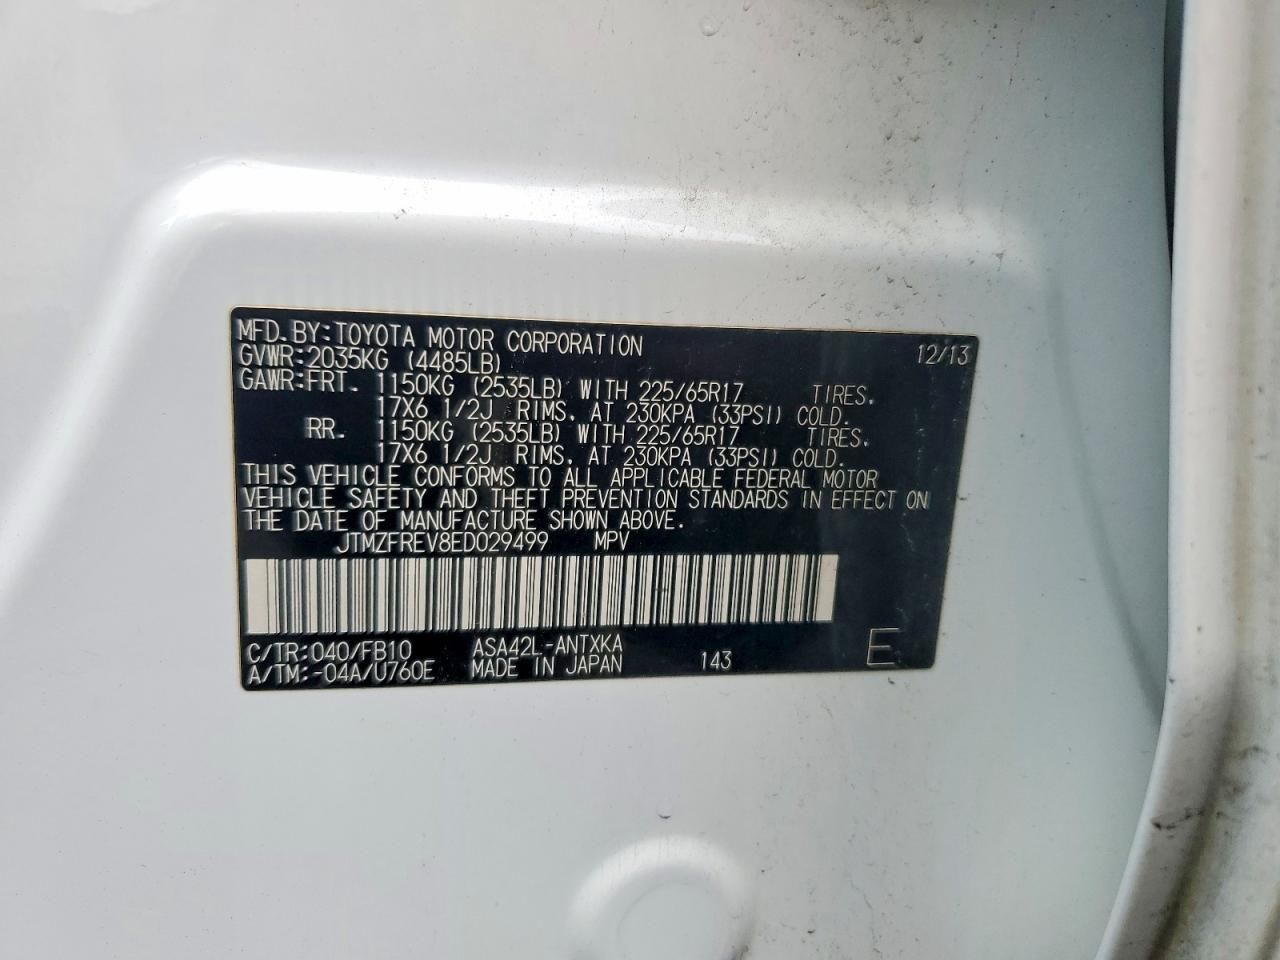 MFD.BY:TOYOTA MOTOR CORPORATION 12/13
GVWR:2035KG (4485LB)
GAWR:FRT. 1150KG (2535LB) WITH 225/65R17 TIRES,
17X6 1/2J RIMS, AT 230KPA (33PSI) COLD.
RR. 1150KG (2535LB) WITH 225/65R17 TIRES,
17X6 1/2J RIMS, AT 230KPA (33PSI) COLD.
THIS VEHICLE CONFORMS TO ALL APPLICABLE FEDERAL MOTOR
VEHICLE SAFETY AND THEFT PREVENTION STANDARDS IN EFFECT ON
THE DATE OF MANUFACTURE SHOWN ABOVE.
JTMZFREV8ED029499 MPV
C/TR:040/FB10 ASA42L-ANTXKA
A/TM:-04A/U760E MADE IN JAPAN 143 E